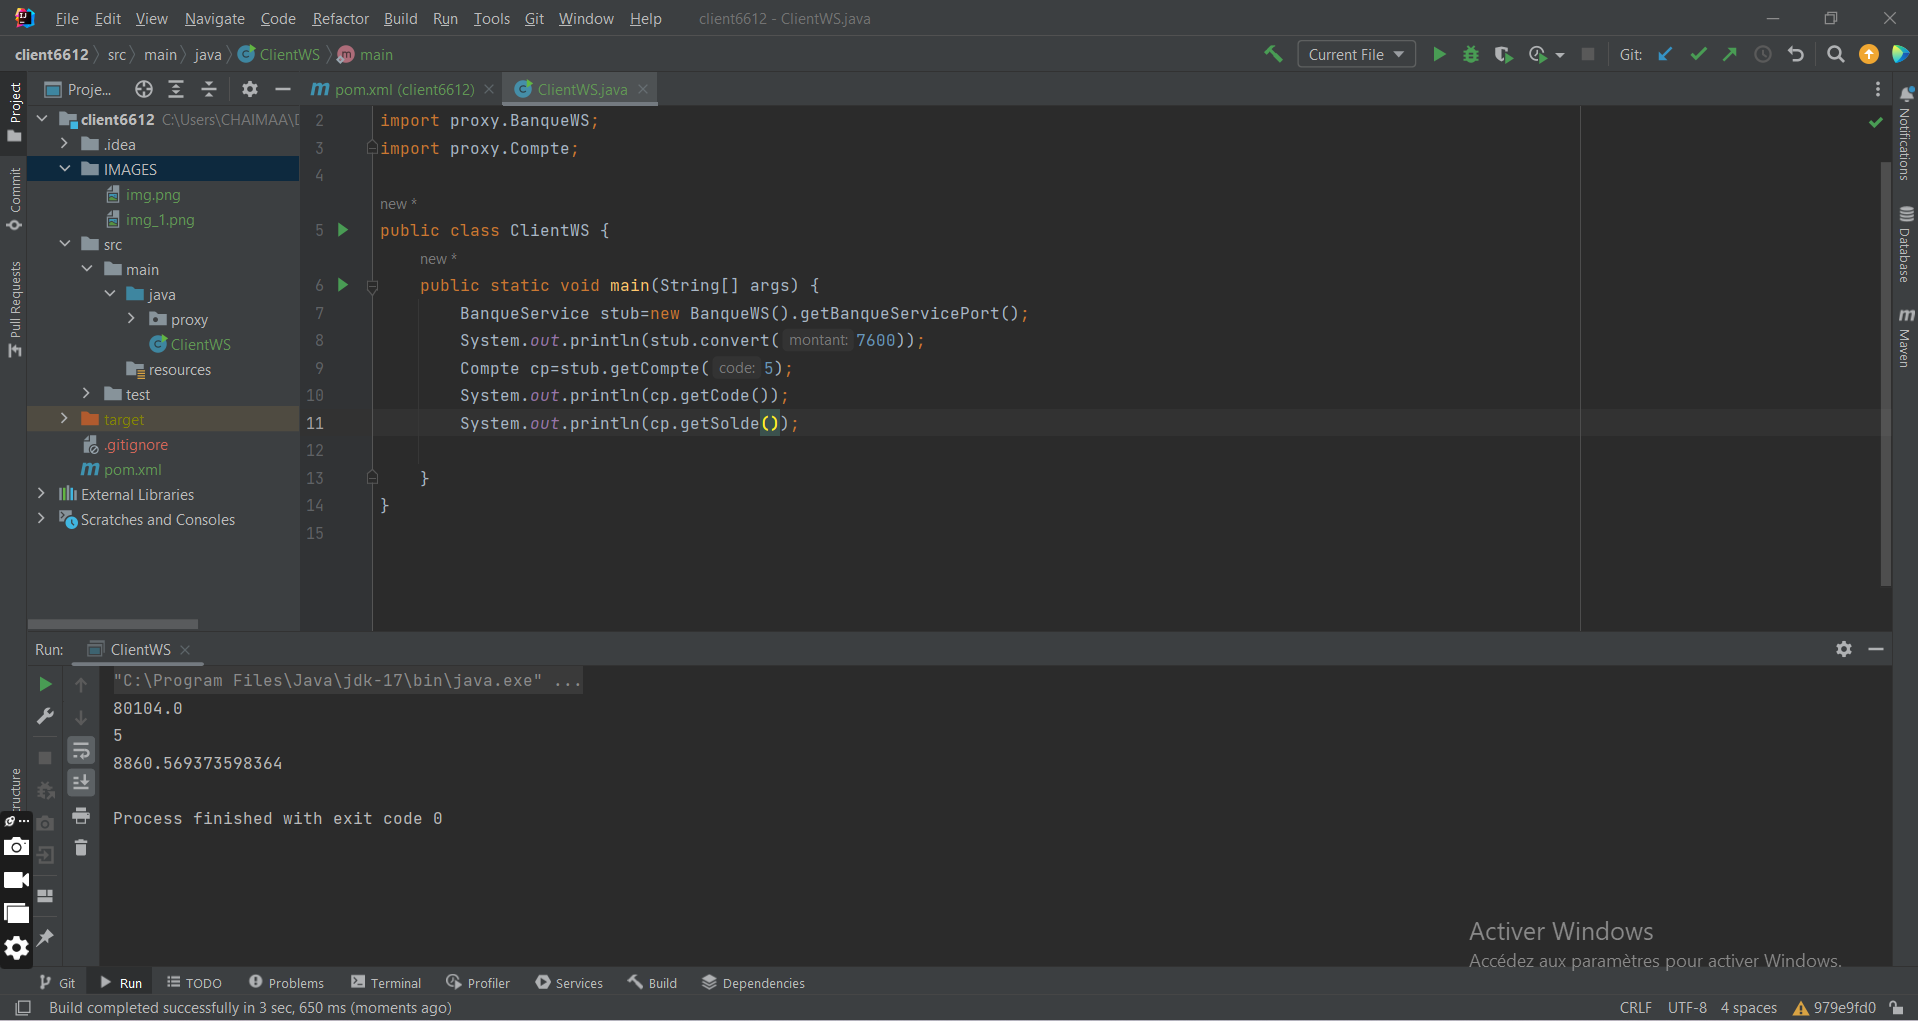 File Edit View Navigate Code Refactor Build Run Tools Git Window Help client6612 - ClientWS.java
client6612 src main java ClientWS main Current File Git:
Project
Proje...
pom.xml (client6612)
ClientWS.java
client6612 C:\Users\CHAIMAA\
.idea
IMAGES
img.png
img_1.png
src
main
java
proxy
ClientWS
resources
test
target
.gitignore
pom.xml
External Libraries
Scratches and Consoles
Commit
Pull Requests
2 import proxy.BanqueWS;
3 import proxy.Compte;
4
new *
5 public class ClientWS {
new *
6 public static void main(String[] args) {
7 BanqueService stub=new BanqueWS().getBanqueServicePort();
8 System.out.println(stub.convert( montant: 7600));
9 Compte cp=stub.getCompte( code: 5);
10 System.out.println(cp.getCode());
11 System.out.println(cp.getSolde());
12
13 }
14 }
15
Notifications
Database
Maven
Run: ClientWS
"C:\Program Files\Java\jdk-17\bin\java.exe" ...
80104.0
5
8860.569373598364
Process finished with exit code 0
Activer Windows
Accédez aux paramètres pour activer Windows.
Git Run TODO Problems Terminal Profiler Services Build Dependencies
Build completed successfully in 3 sec, 650 ms (moments ago) CRLF UTF-8 4 spaces 979e9fd0